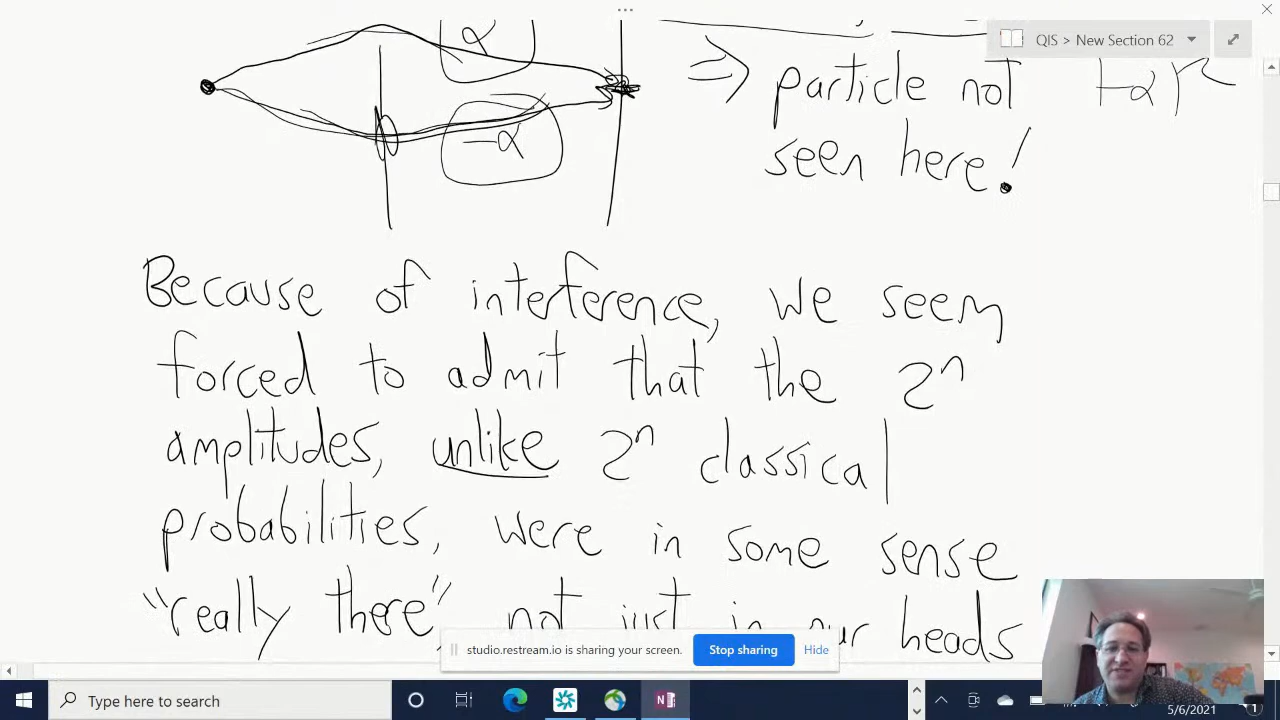 α
QIS > New Section 62
⇒ particle not
-α|²
-α
seen here!
Because of interference, we seem
forced to admit that the 2ⁿ
amplitudes, unlike 2ⁿ classical
probabilities, were in some sense
"really there", not just in our heads
studio.restream.io is sharing your screen.
Stop sharing
Hide
Type here to search
5/6/2021
1